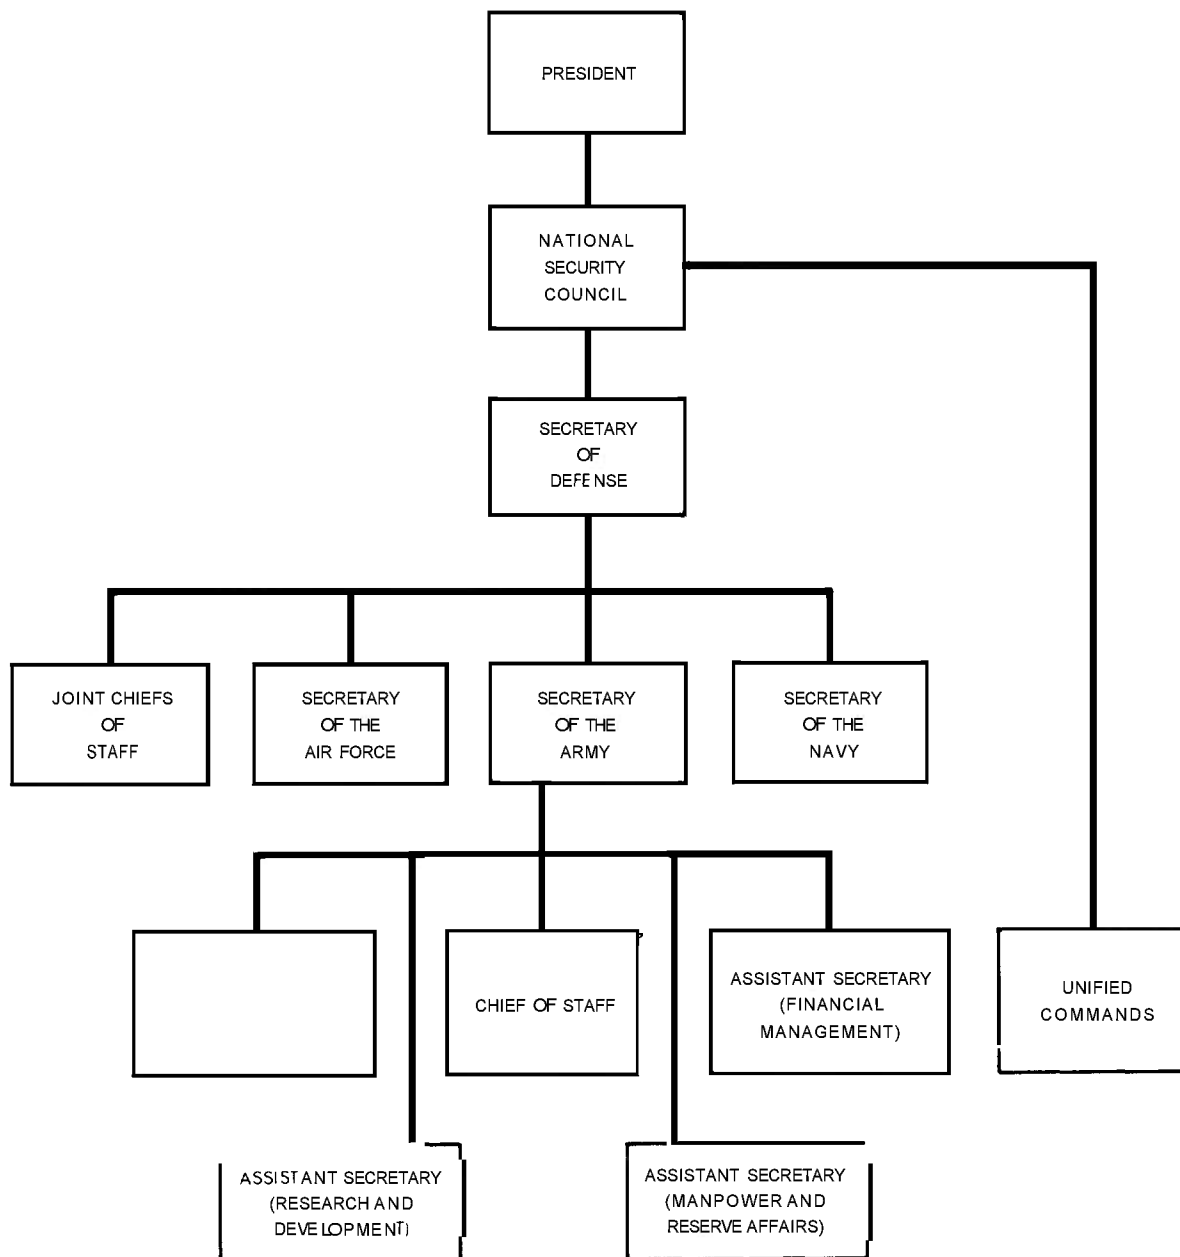 PRESIDENT
NATIONAL
SECURITY
COUNCIL
SECRETARY
OF
DEFENSE
JOINT CHIEFS
OF
STAFF
SECRETARY
OF THE
AIR FORCE
SECRETARY
OF THE
ARMY
SECRETARY
OF THE
NAVY
CHIEF OF STAFF
ASSISTANT SECRETARY
(FINANCIAL
MANAGEMENT)
UNIFIED
COMMANDS
ASSISTANT SECRETARY
(RESEARCH AND
DEVELOPMENT)
ASSISTANT SECRETARY
(MANPOWER AND
RESERVE AFFAIRS)